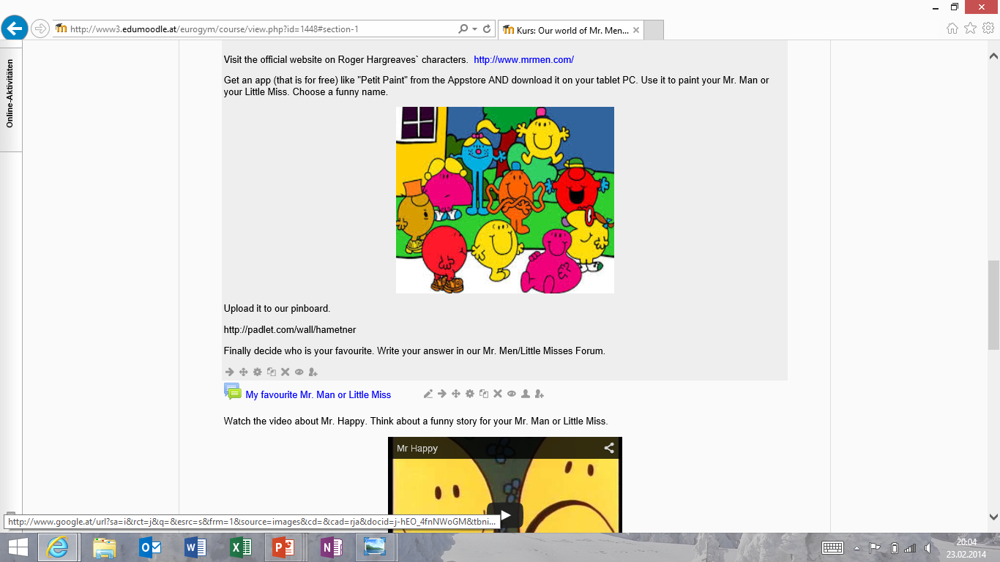 http://www3.edumoodle.at/eurogym/course/view.php?id=1448#section-1
Kurs: Our world of Mr. Men...
Online-Aktivitäten
Visit the official website on Roger Hargreaves` characters. http://www.mrmen.com/
Get an app (that is for free) like "Petit Paint" from the Appstore AND download it on your tablet PC. Use it to paint your Mr. Man or
your Little Miss. Choose a funny name.
Upload it to our pinboard.
http://padlet.com/wall/hametner
Finally decide who is your favourite. Write your answer in our Mr. Men/Little Misses Forum.
My favourite Mr. Man or Little Miss
Watch the video about Mr. Happy. Think about a funny story for your Mr. Man or Little Miss.
Mr Happy
http://www.google.at/url?sa=i&rct=j&q=&esrc=s&frm=1&source=images&cd=&cad=rja&docid=j-hEO_4fnNWoGM&tbni...
20:04
23.02.2014